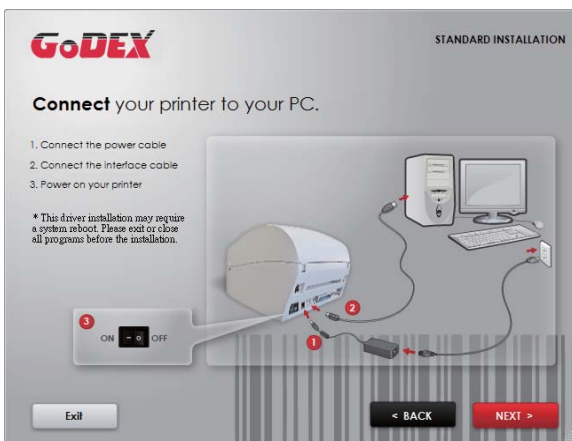 GoDEX
STANDARD INSTALLATION
Connect your printer to your PC.
1. Connect the power cable
2. Connect the interface cable
3. Power on your printer
* This driver installation may require
a system reboot. Please exit or close
all programs before the installation.
2
3
ON - o OFF
1
Exit
< BACK
NEXT >